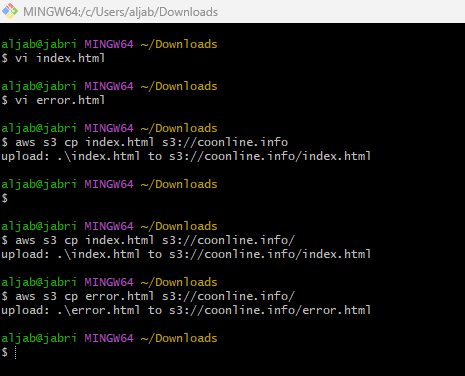 MINGW64:/c/Users/aljab/Downloads
aljab@jabri MINGW64 ~/Downloads
$ vi index.html
aljab@jabri MINGW64 ~/Downloads
$ vi error.html
aljab@jabri MINGW64 ~/Downloads
$ aws s3 cp index.html s3://coonline.info
upload: .\index.html to s3://coonline.info/index.html
aljab@jabri MINGW64 ~/Downloads
$
aljab@jabri MINGW64 ~/Downloads
$ aws s3 cp index.html s3://coonline.info/
upload: .\index.html to s3://coonline.info/index.html
aljab@jabri MINGW64 ~/Downloads
$ aws s3 cp error.html s3://coonline.info/
upload: .\error.html to s3://coonline.info/error.html
aljab@jabri MINGW64 ~/Downloads
$